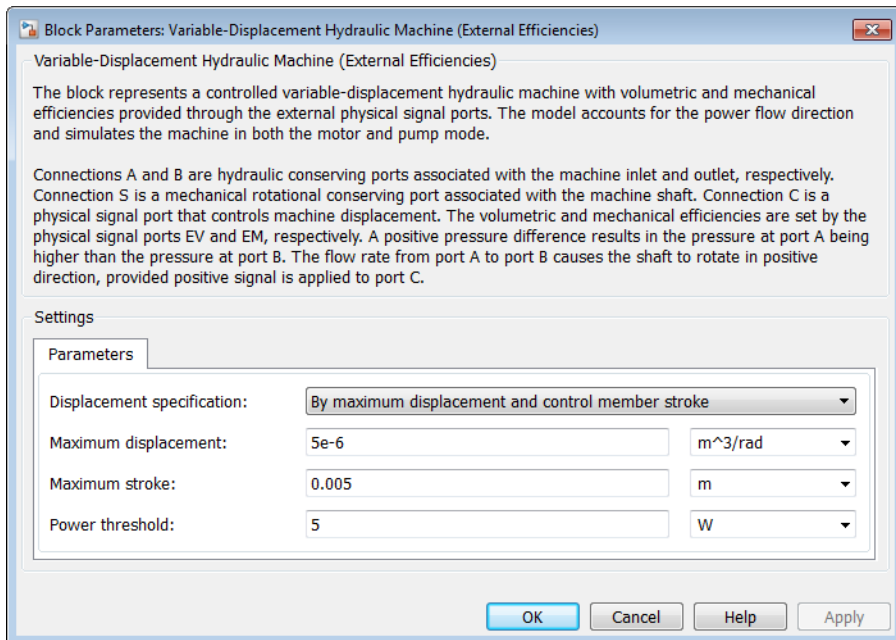 Block Parameters: Variable-Displacement Hydraulic Machine (External Efficiencies)
Variable-Displacement Hydraulic Machine (External Efficiencies)
The block represents a controlled variable-displacement hydraulic machine with volumetric and mechanical
efficiencies provided through the external physical signal ports. The model accounts for the power flow direction
and simulates the machine in both the motor and pump mode.
Connections A and B are hydraulic conserving ports associated with the machine inlet and outlet, respectively.
Connection S is a mechanical rotational conserving port associated with the machine shaft. Connection C is a
physical signal port that controls machine displacement. The volumetric and mechanical efficiencies are set by the
physical signal ports EV and EM, respectively. A positive pressure difference results in the pressure at port A being
higher than the pressure at port B. The flow rate from port A to port B causes the shaft to rotate in positive
direction, provided positive signal is applied to port C.
Settings
Parameters
Displacement specification: By maximum displacement and control member stroke
Maximum displacement: 5e-6 m^3/rad
Maximum stroke: 0.005 m
Power threshold: 5 W
OK Cancel Help Apply